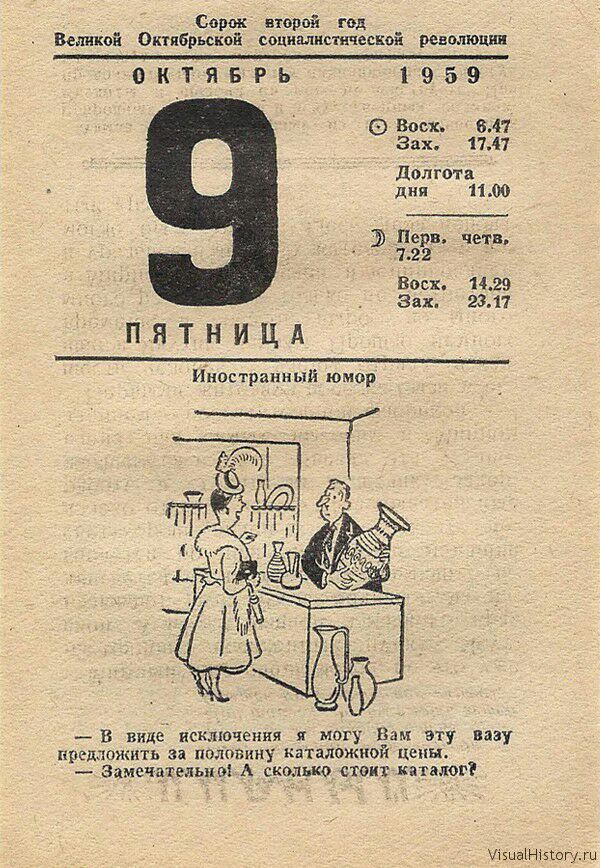 Сорок второй год
Великой Октябрьской социалистической революции
ОКТЯБРЬ 1959
9
Восх. 6.47
Зах. 17.47
Долгота
дня 11.00
Перв. четв.
7.22
Восх. 14.29
Зах. 23.17
ПЯТНИЦА
Иностранный юмор
— В виде исключения я могу Вам эту вазу
предложить за половину каталожной цены.
— Замечательно! А сколько стоит каталог?
VisualHistory.ru